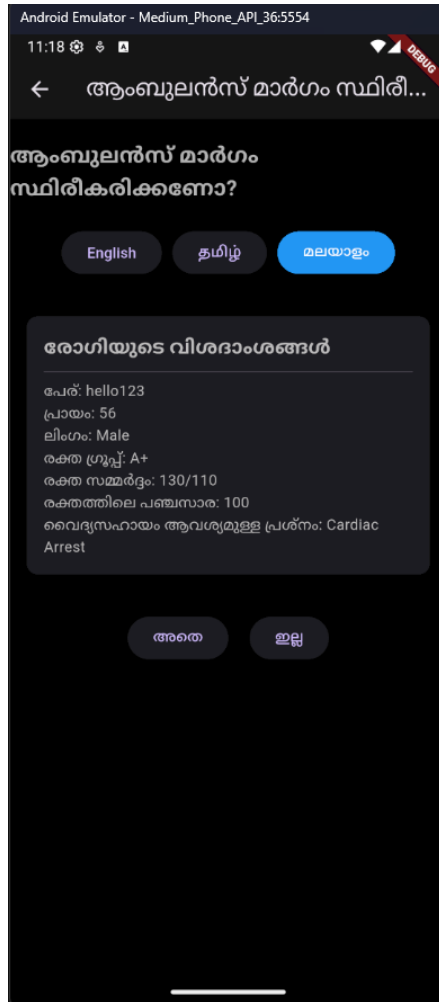 Android Emulator - Medium_Phone_API_36:5554
11:18
DEBUG
ആംബുലൻസ് മാർഗം സ്ഥിരീ...
ആംബുലൻസ് മാർഗം
സ്ഥിരീകരിക്കണോ?
English தமிழ் മലയാളം
രോഗിയുടെ വിശദാംശങ്ങൾ
പേര്: hello123
പ്രായം: 56
ലിംഗം: Male
രക്ത ഗ്രൂപ്പ്: A+
രക്ത സമ്മർദ്ദം: 130/110
രക്തത്തിലെ പഞ്ചസാര: 100
വൈദ്യസഹായം ആവശ്യമുള്ള പ്രശ്നം: Cardiac
Arrest
അതെ ഇല്ല